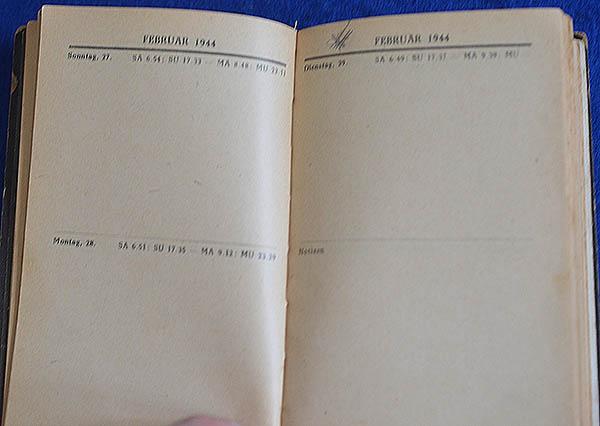 FEBRUAR 1944
Sonntag, 27. SA 6.54: SU 17.33 — MA 8.48: MU 22.13
Montag, 28. SA 6.51: SU 17.35 — MA 9.12: MU 23.29
FEBRUAR 1944
Dienstag, 29. SA 6.49: SU 17.37 — MA 9.39: MU
Notizen